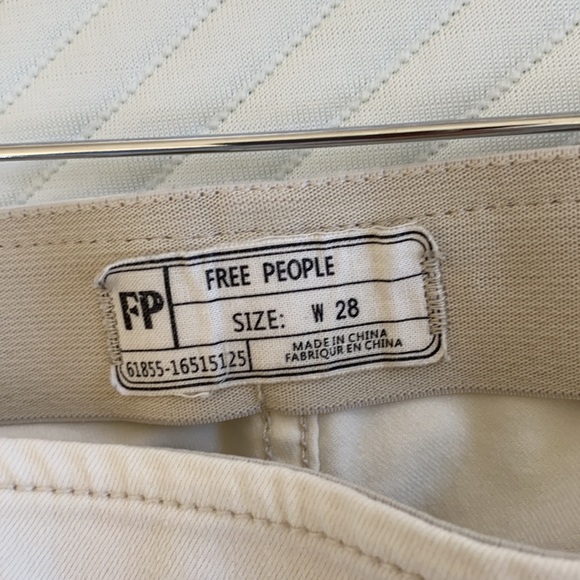 FP FREE PEOPLE
SIZE: W 28
61855-16515125
MADE IN CHINA
FABRIQUR EN CHINA